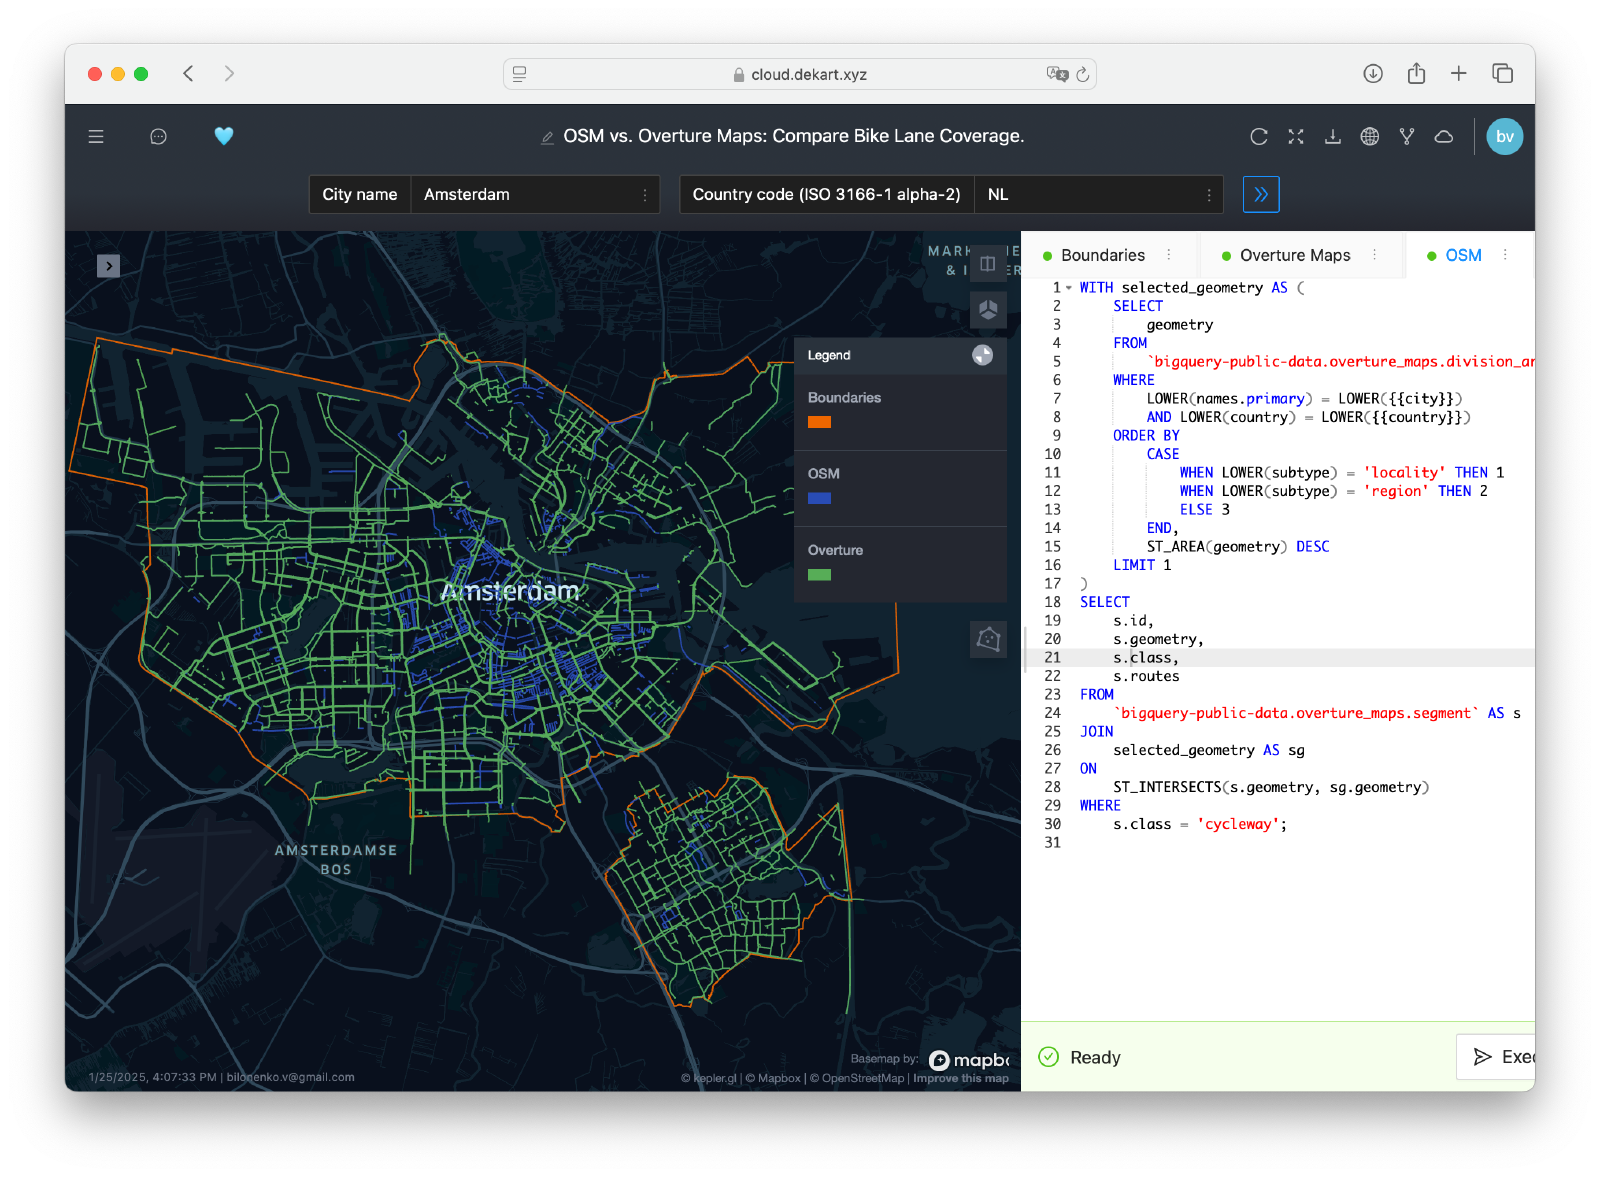 cloud.dekart.xyz
OSM vs. Overture Maps: Compare Bike Lane Coverage.
bv
City name
Amsterdam
Country code (ISO 3166-1 alpha-2)
NL
MARK
&
Legend
Boundaries
OSM
Overture
Amsterdam
AMSTERDAMSE
BOS
Basemap by:
mapbo
1/25/2025, 4:07:33 PM | bilonenko.v@gmail.com
© kepler.gl | © Mapbox | © OpenStreetMap | Improve this map
Boundaries
Overture Maps
OSM
1 WITH selected_geometry AS (
2 SELECT
3 geometry
4 FROM
5 `bigquery-public-data.overture_maps.division_ar
6 WHERE
7 LOWER(names.primary) = LOWER({{city}})
8 AND LOWER(country) = LOWER({{country}})
9 ORDER BY
10 CASE
11 WHEN LOWER(subtype) = 'locality' THEN 1
12 WHEN LOWER(subtype) = 'region' THEN 2
13 ELSE 3
14 END,
15 ST_AREA(geometry) DESC
16 LIMIT 1
17 )
18 SELECT
19 s.id,
20 s.geometry,
21 s.class,
22 s.routes
23 FROM
24 `bigquery-public-data.overture_maps.segment` AS s
25 JOIN
26 selected_geometry AS sg
27 ON
28 ST_INTERSECTS(s.geometry, sg.geometry)
29 WHERE
30 s.class = 'cycleway';
31
Ready
Exec